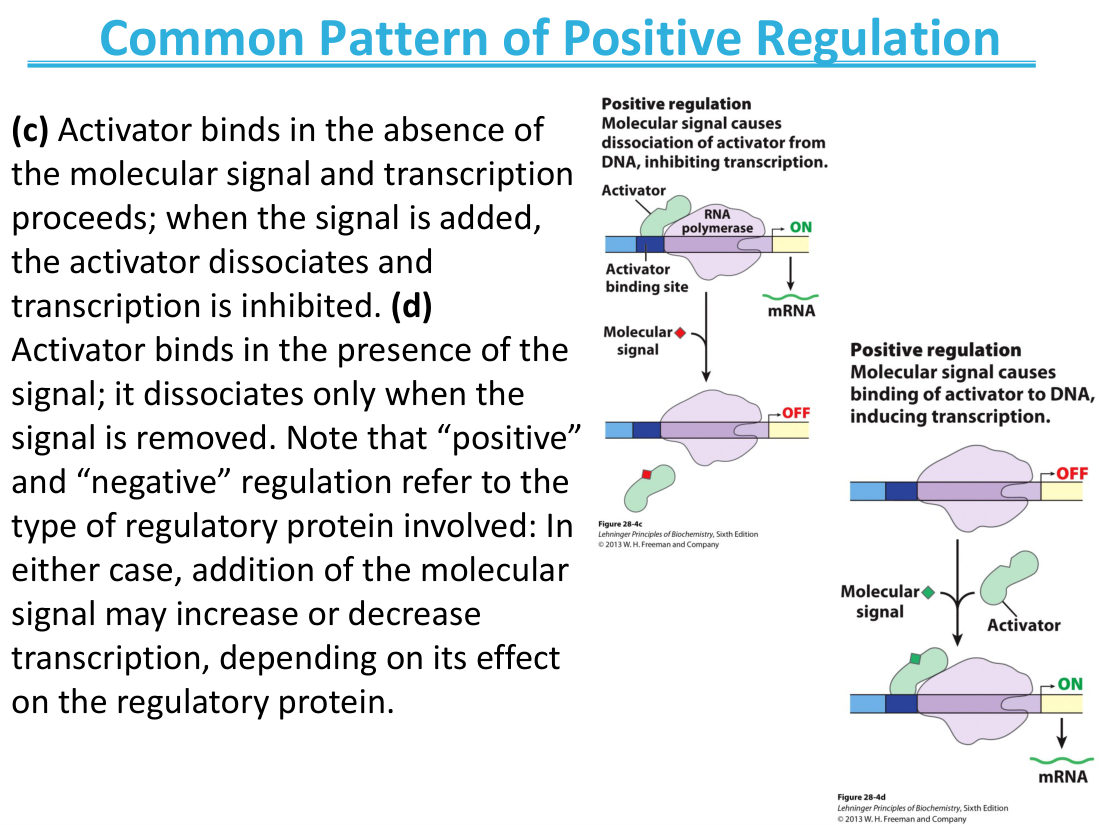 Common Pattern of Positive Regulation
(c) Activator binds in the absence of
the molecular signal and transcription
proceeds; when the signal is added,
the activator dissociates and
transcription is inhibited. (d)
Activator binds in the presence of the
signal; it dissociates only when the
signal is removed. Note that “positive”
and “negative” regulation refer to the
type of regulatory protein involved: In
either case, addition of the molecular
signal may increase or decrease
transcription, depending on its effect
on the regulatory protein.
Positive regulation
Molecular signal causes
dissociation of activator from
DNA, inhibiting transcription.
Activator
RNA
polymerase
ON
Activator
binding site
mRNA
Molecular
signal
OFF
Figure 28-4c
Lehninger Principles of Biochemistry, Sixth Edition
© 2013 W. H. Freeman and Company
Positive regulation
Molecular signal causes
binding of activator to DNA,
inducing transcription.
OFF
Molecular
signal
Activator
ON
mRNA
Figure 28-4d
Lehninger Principles of Biochemistry, Sixth Edition
© 2013 W. H. Freeman and Company